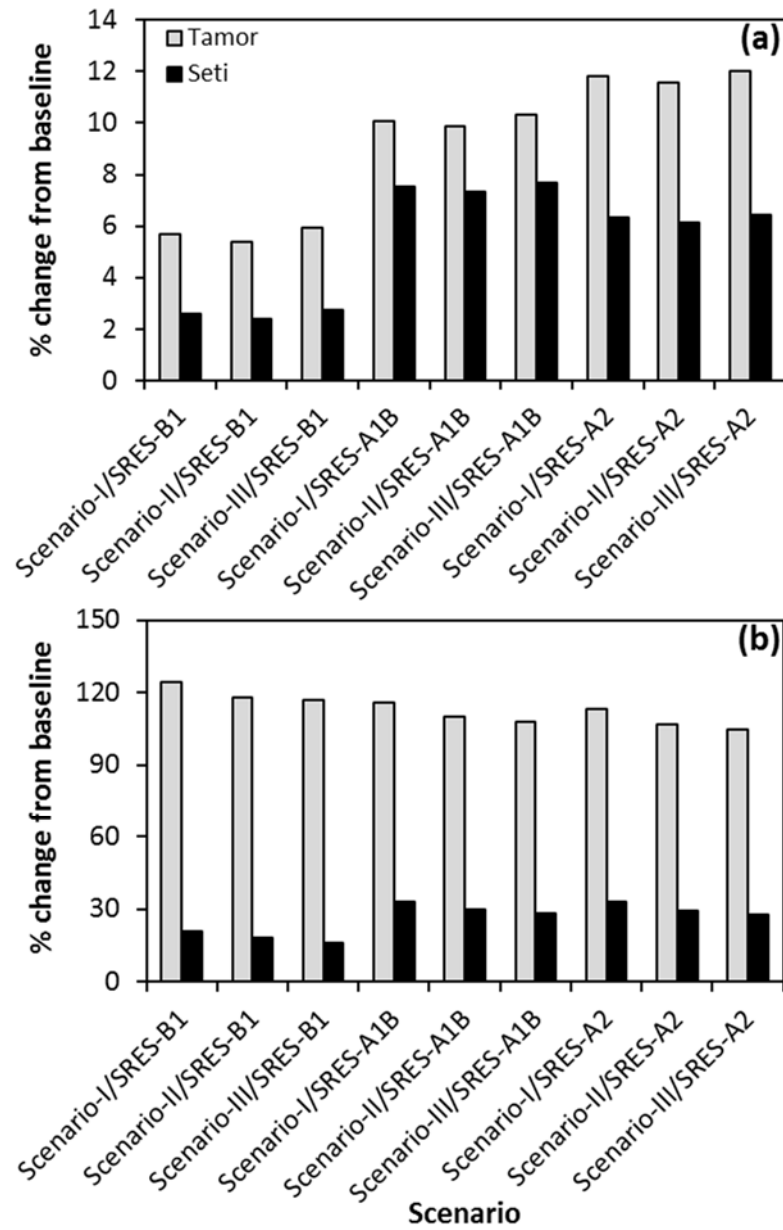 (a)
Tamor
Seti
% change from baseline
14
12
10
8
6
4
2
0
Scenario-I/SRES-B1
Scenario-II/SRES-B1
Scenario-III/SRES-B1
Scenario-I/SRES-A1B
Scenario-II/SRES-A1B
Scenario-III/SRES-A1B
Scenario-I/SRES-A2
Scenario-II/SRES-A2
Scenario-III/SRES-A2
(b)
% change from baseline
150
120
90
60
30
0
Scenario-I/SRES-B1
Scenario-II/SRES-B1
Scenario-III/SRES-B1
Scenario-I/SRES-A1B
Scenario-II/SRES-A1B
Scenario-III/SRES-A1B
Scenario-I/SRES-A2
Scenario-II/SRES-A2
Scenario-III/SRES-A2
Scenario